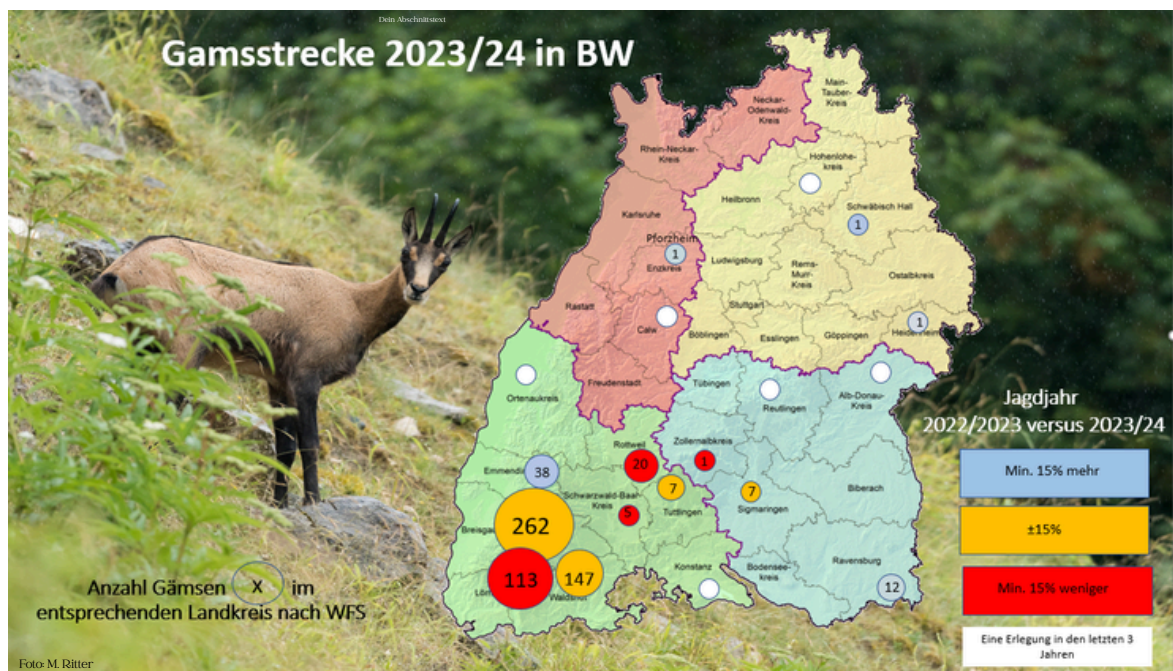 Dein Abschnittstext
Gamsstrecke 2023/24 in BW
Main-
Tauber-
Kreis
Neckar-
Odenwald-
Kreis
Rhein-Neckar-
Kreis
Hohenlohe-
kreis
Heilbronn
Schwäbisch Hall
1
Karlsruhe
Pforzheim
1
Enzkreis
Ludwigsburg
Rems-
Murr-
Kreis
Ostalbkreis
Rastatt
Calw
Stuttgart
Böblingen
Esslingen
Göppingen
1
Heidenheim
Ortenaukreis
Freudenstadt
Tübingen
Reutlingen
Alb-Donau-
Kreis
Jagdjahr
2022/2023 versus 2023/24
Rottweil
20
Zollernalbkreis
1
Emmendi
38
Min. 15% mehr
7
7
Biberach
Schwarzwald-Baar-
Kreis
5
Tuttlingen
Sigmaringen
262
Breisgau
±15%
113
147
Lör
Waldshut
Konstanz
Bodensee-
kreis
Ravensburg
12
Min. 15% weniger
Anzahl Gämsen x im
entsprechenden Landkreis nach WFS
Eine Erlegung in den letzten 3
Jahren
Foto: M. Ritter